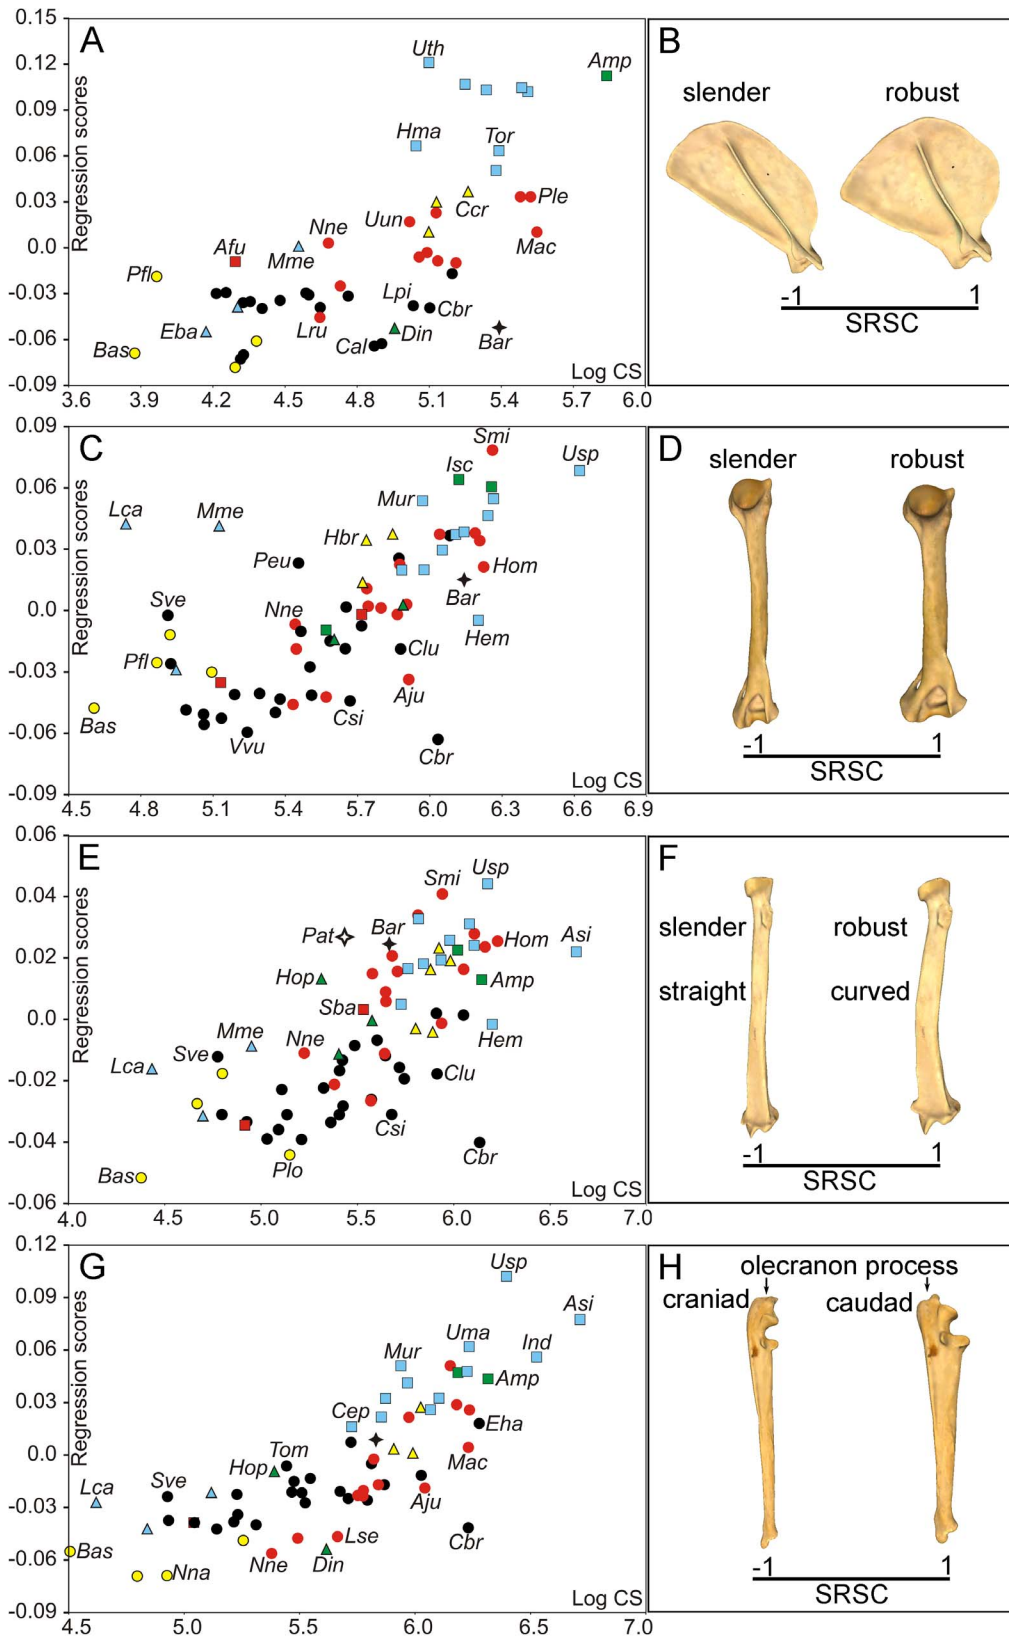 A
Regression scores
0.15
0.12
0.09
0.06
0.03
0.0
-0.03
-0.06
-0.09
Uth
Amp
Hma
Tor
Ccr
Ple
Uun
Nne
Mac
Afu
Mme
Pfl
Lpi
Cbr
Eba
Lru
Din
Bar
Bas
Cal
Log CS
3.6 3.9 4.2 4.5 4.8 5.1 5.4 5.7 6.0
B
slender robust
-1 1
SRSC
C
Regression scores
0.09
0.06
0.03
0.0
-0.03
-0.06
-0.09
Smi
Usp
Isc
Mur
Lca
Mme
Hbr
Peu
Hom
Bar
Sve
Nne
Hem
Pfl
Clu
Aju
Bas
Csi
Vvu
Cbr
Log CS
4.5 4.8 5.1 5.4 5.7 6.0 6.3 6.6 6.9
D
slender robust
-1 1
SRSC
E
Regression scores
0.06
0.04
0.02
0.0
-0.02
-0.04
-0.06
Usp
Smi
Pat
Bar
Hom
Asi
Hop
Amp
Sba
Mme
Nne
Hem
Sve
Lca
Clu
Csi
Cbr
Plo
Bas
Log CS
4.0 4.5 5.0 5.5 6.0 6.5 7.0
F
slender robust
straight curved
-1 1
SRSC
G
Regression scores
0.12
0.09
0.06
0.03
0.0
-0.03
-0.06
-0.09
Usp
Asi
Uma
Ind
Mur
Amp
Cep
Eha
Tom
Mac
Hop
Sve
Lca
Aju
Lse
Cbr
Bas
Nna
Nne
Din
Log CS
4.5 5.0 5.5 6.0 6.5 7.0
H
olecranon process
craniad caudad
-1 1
SRSC